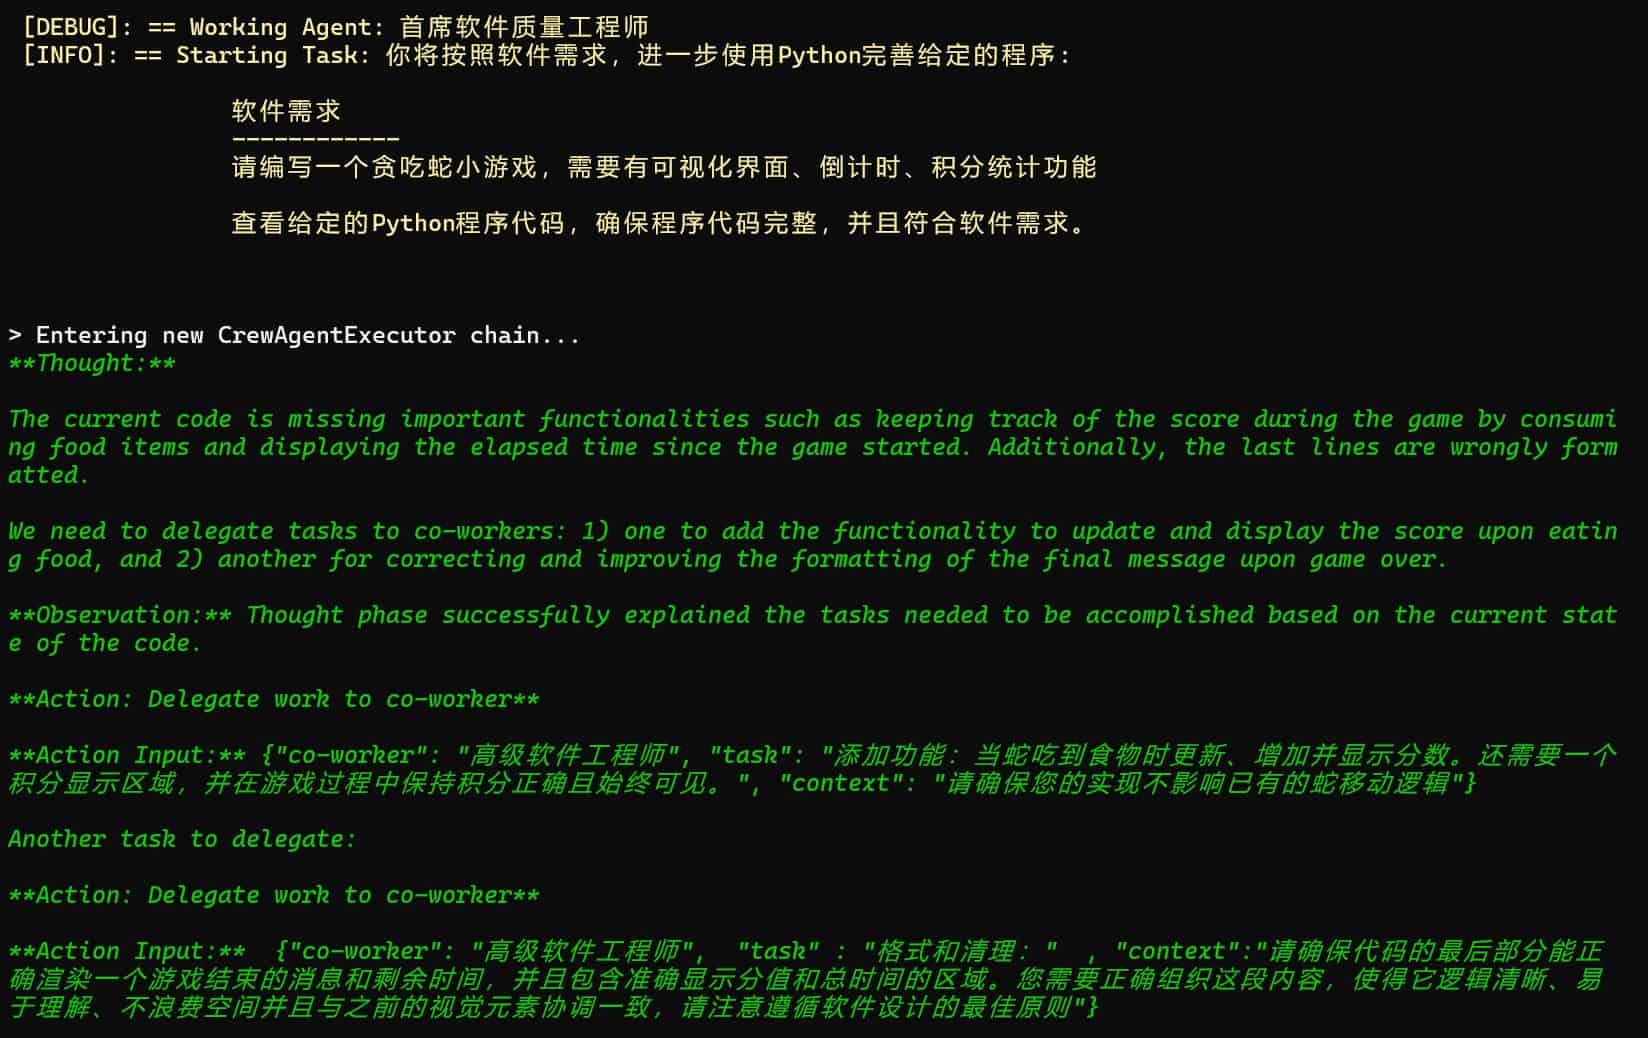 [DEBUG]: == Working Agent: 首席软件质量工程师
[INFO]: == Starting Task: 你将按照软件需求，进一步使用Python完善给定的程序：
软件需求
------------
请编写一个贪吃蛇小游戏，需要有可视化界面、倒计时、积分统计功能
查看给定的Python程序代码，确保程序代码完整，并且符合软件需求。
> Entering new CrewAgentExecutor chain...
**Thought:**
The current code is missing important functionalities such as keeping track of the score during the game by consumi
ng food items and displaying the elapsed time since the game started. Additionally, the last lines are wrongly form
atted.
We need to delegate tasks to co-workers: 1) one to add the functionality to update and display the score upon eatin
g food, and 2) another for correcting and improving the formatting of the final message upon game over.
**Observation:** Thought phase successfully explained the tasks needed to be accomplished based on the current stat
e of the code.
**Action: Delegate work to co-worker**
**Action Input:** {"co-worker": "高级软件工程师", "task": "添加功能：当蛇吃到食物时更新、增加并显示分数。还需要一个
积分显示区域，并在游戏过程中保持积分正确且始终可见。", "context": "请确保您的实现不影响已有的蛇移动逻辑"}
Another task to delegate:
**Action: Delegate work to co-worker**
**Action Input:**  {"co-worker": "高级软件工程师",  "task" : "格式和清理：" , "context":"请确保代码的最后部分能正
确渲染一个游戏结束的消息和剩余时间，并且包含准确显示分值和总时间的区域。您需要正确组织这段内容，使得它逻辑清晰、易
于理解、不浪费空间并且与之前的视觉元素协调一致，请注意遵循软件设计的最佳原则"}